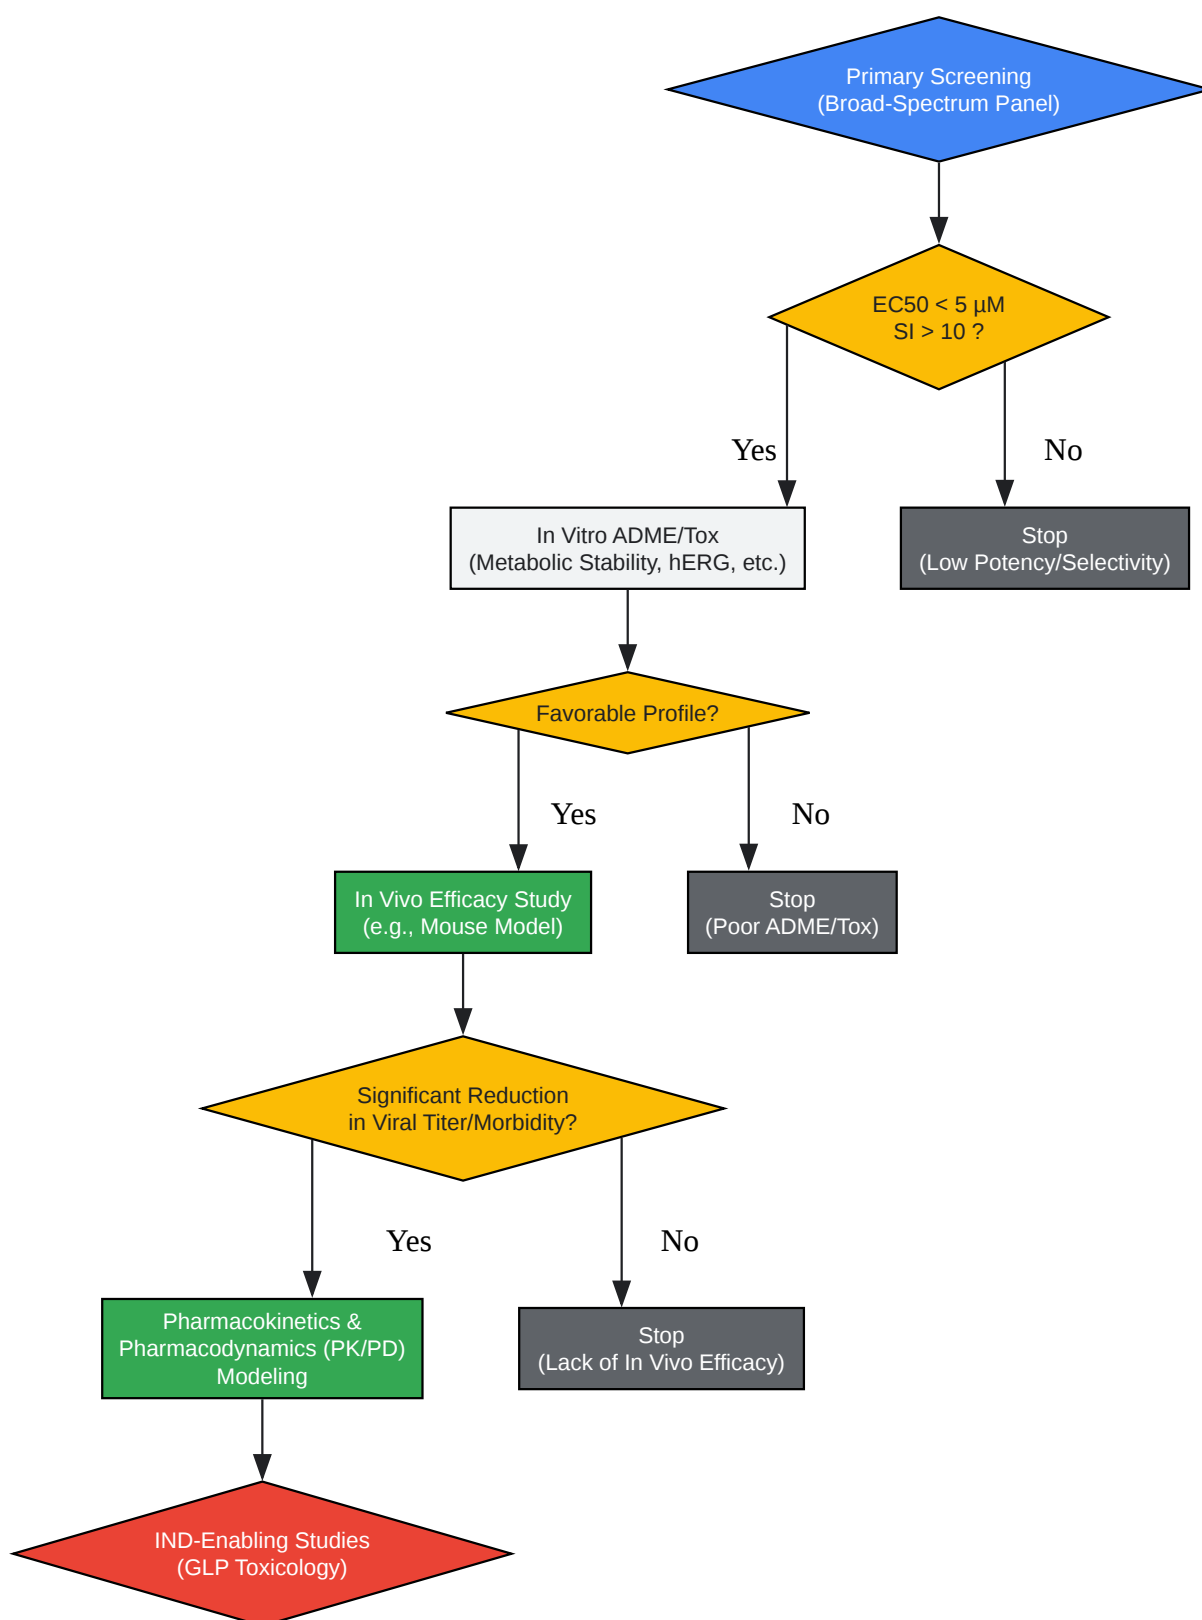 Primary Screening
(Broad-Spectrum Panel)
EC50 < 5 µM
SI > 10 ?
Yes
No
In Vitro ADME/Tox
(Metabolic Stability, hERG, etc.)
Stop
(Low Potency/Selectivity)
Favorable Profile?
Yes
No
In Vivo Efficacy Study
(e.g., Mouse Model)
Stop
(Poor ADME/Tox)
Significant Reduction
in Viral Titer/Morbidity?
Yes
No
Pharmacokinetics &
Pharmacodynamics (PK/PD)
Modeling
Stop
(Lack of In Vivo Efficacy)
IND-Enabling Studies
(GLP Toxicology)